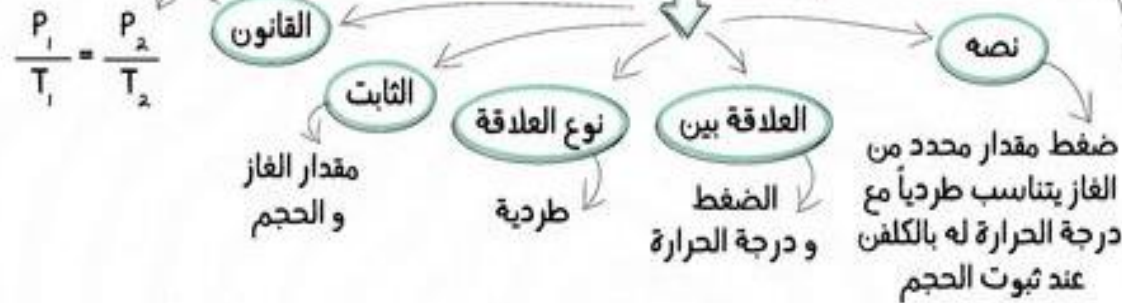 نصه
ضغط مقدار محدد من
الغاز يتناسب طردياً مع
درجة الحرارة له بالكلفن
عند ثبوت الحجم
العلاقة بين
الضغط
و درجة الحرارة
نوع العلاقة
طردية
الثابت
مقدار الغاز
و الحجم
القانون
P₁/T₁ = P₂/T₂